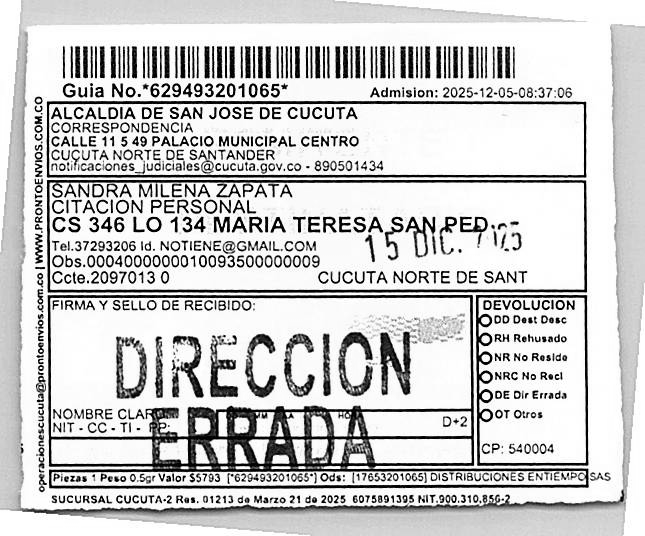 Guia No.*629493201065*
Admision: 2025-12-05-08:37:06
ALCALDIA DE SAN JOSE DE CUCUTA
CORRESPONDENCIA
CALLE 11 5 49 PALACIO MUNICIPAL CENTRO
CUCUTA NORTE DE SANTANDER
notificaciones_judiciales@cucuta.gov.co - 890501434
SANDRA MILENA ZAPATA
CITACION PERSONAL
CS 346 LO 134 MARIA TERESA SAN PED
Tel.37293206 Id. NOTIENE@GMAIL.COM
15 DIC. 2025
Obs.00040000000010093500000009
Ccte.2097013 0
CUCUTA NORTE DE SANT
FIRMA Y SELLO DE RECIBIDO:
DIRECCION
ERRADA
NOMBRE CLARO
HORA
NIT - CC - TI - PP:
D+2
DEVOLUCION
DD Dest Desc
RH Rehusado
NR No Reside
NRC No Recl
DE Dir Errada
OT Otros
CP: 540004
Piezas 1 Peso 0.5gr Valor $5793 [*629493201065*] Ods: [17653201065] DISTRIBUCIONES ENTIEMPO SAS
SUCURSAL CUCUTA-2 Res. 01213 de Marzo 21 de 2025 6075891395 NIT.900.310.856-2
operacionescucuta@prontoenvios.com.co | WWW.PRONTOENVIOS.COM.CO